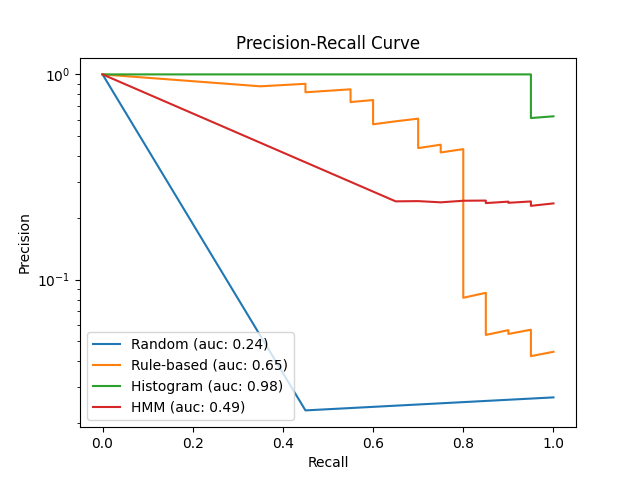 Precision-Recall Curve
10⁰
10⁻¹
Precision
Random (auc: 0.24)
Rule-based (auc: 0.65)
Histogram (auc: 0.98)
HMM (auc: 0.49)
0.0 0.2 0.4 0.6 0.8 1.0
Recall